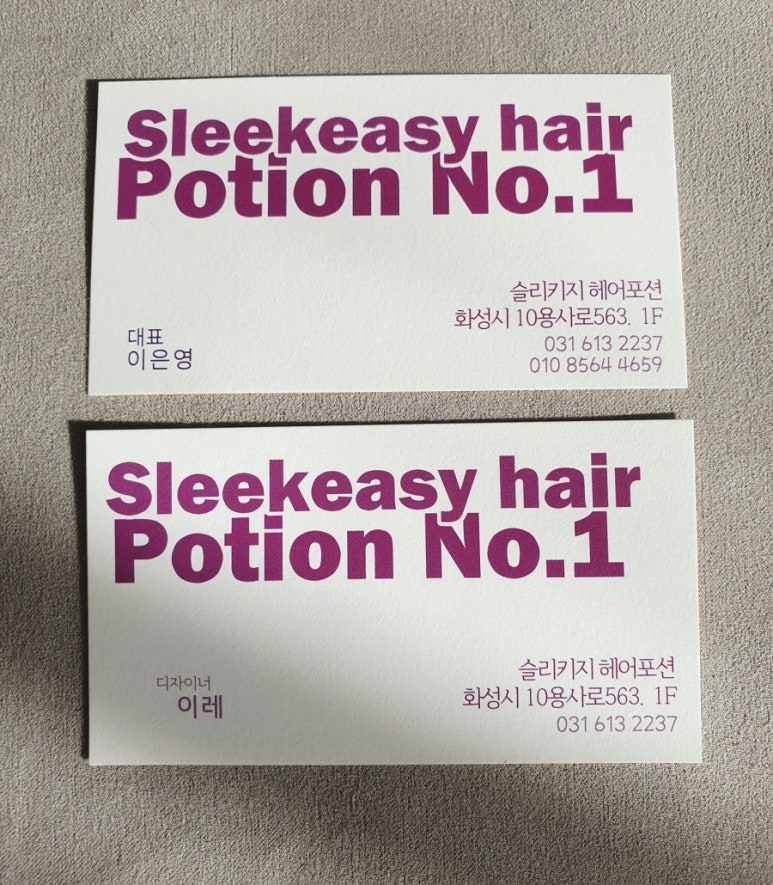 Sleekeasy hair
Potion No.1
슬리키지 헤어포션
화성시 10용사로563. 1F
031 613 2237
010 8564 4659
대표
이은영
Sleekeasy hair
Potion No.1
슬리키지 헤어포션
화성시 10용사로563. 1F
031 613 2237
디자이너
이레